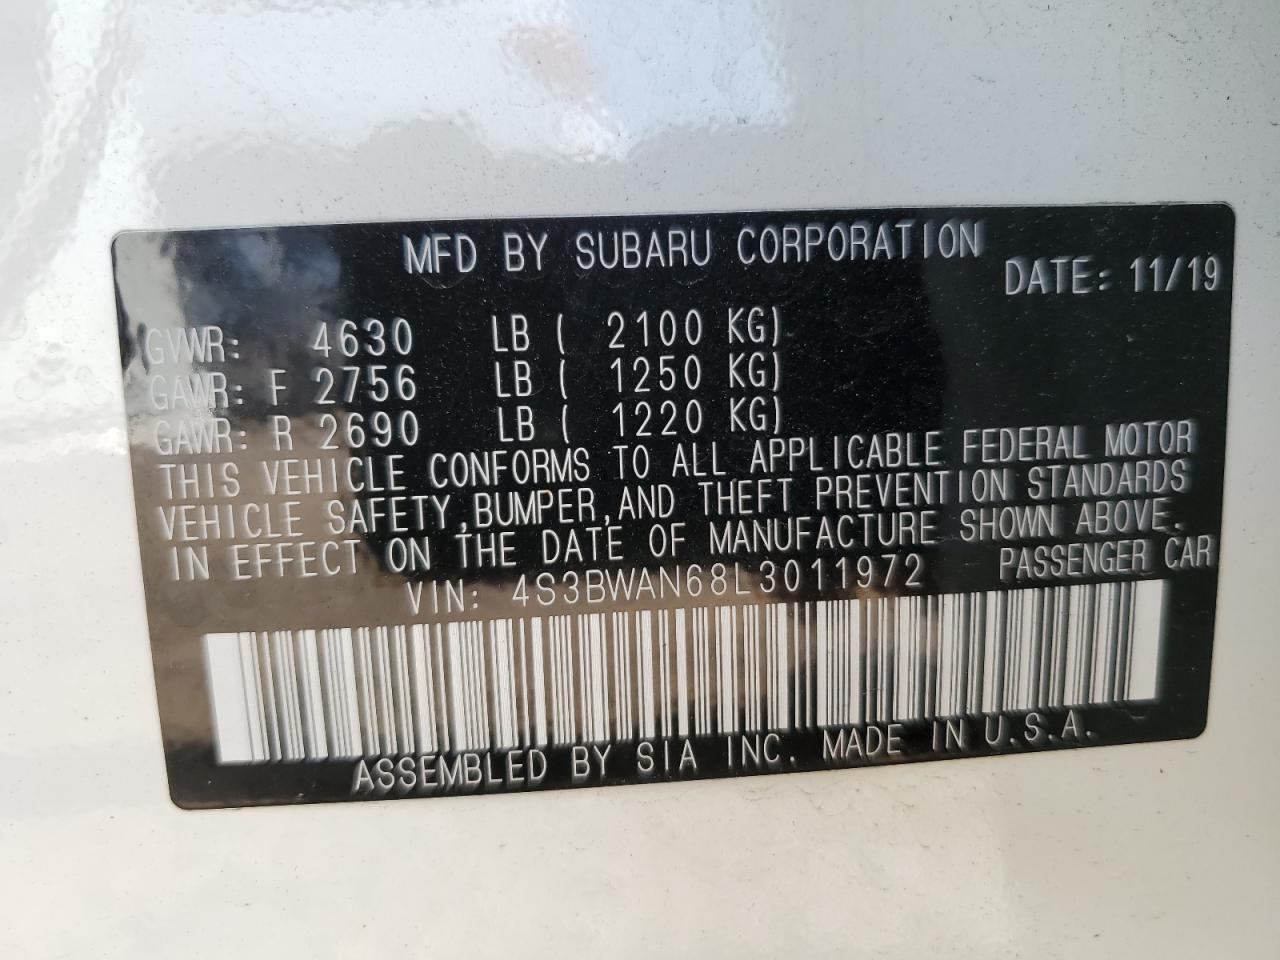 MFD BY SUBARU CORPORATION
DATE: 11/19
GVWR: 4630 LB ( 2100 KG)
GAWR: F 2756 LB ( 1250 KG)
GAWR: R 2690 LB ( 1220 KG)
THIS VEHICLE CONFORMS TO ALL APPLICABLE FEDERAL MOTOR
VEHICLE SAFETY,BUMPER,AND THEFT PREVENTION STANDARDS
IN EFFECT ON THE DATE OF MANUFACTURE SHOWN ABOVE.
VIN: 4S3BWAN68L3011972 PASSENGER CAR
ASSEMBLED BY SIA INC. MADE IN U.S.A.